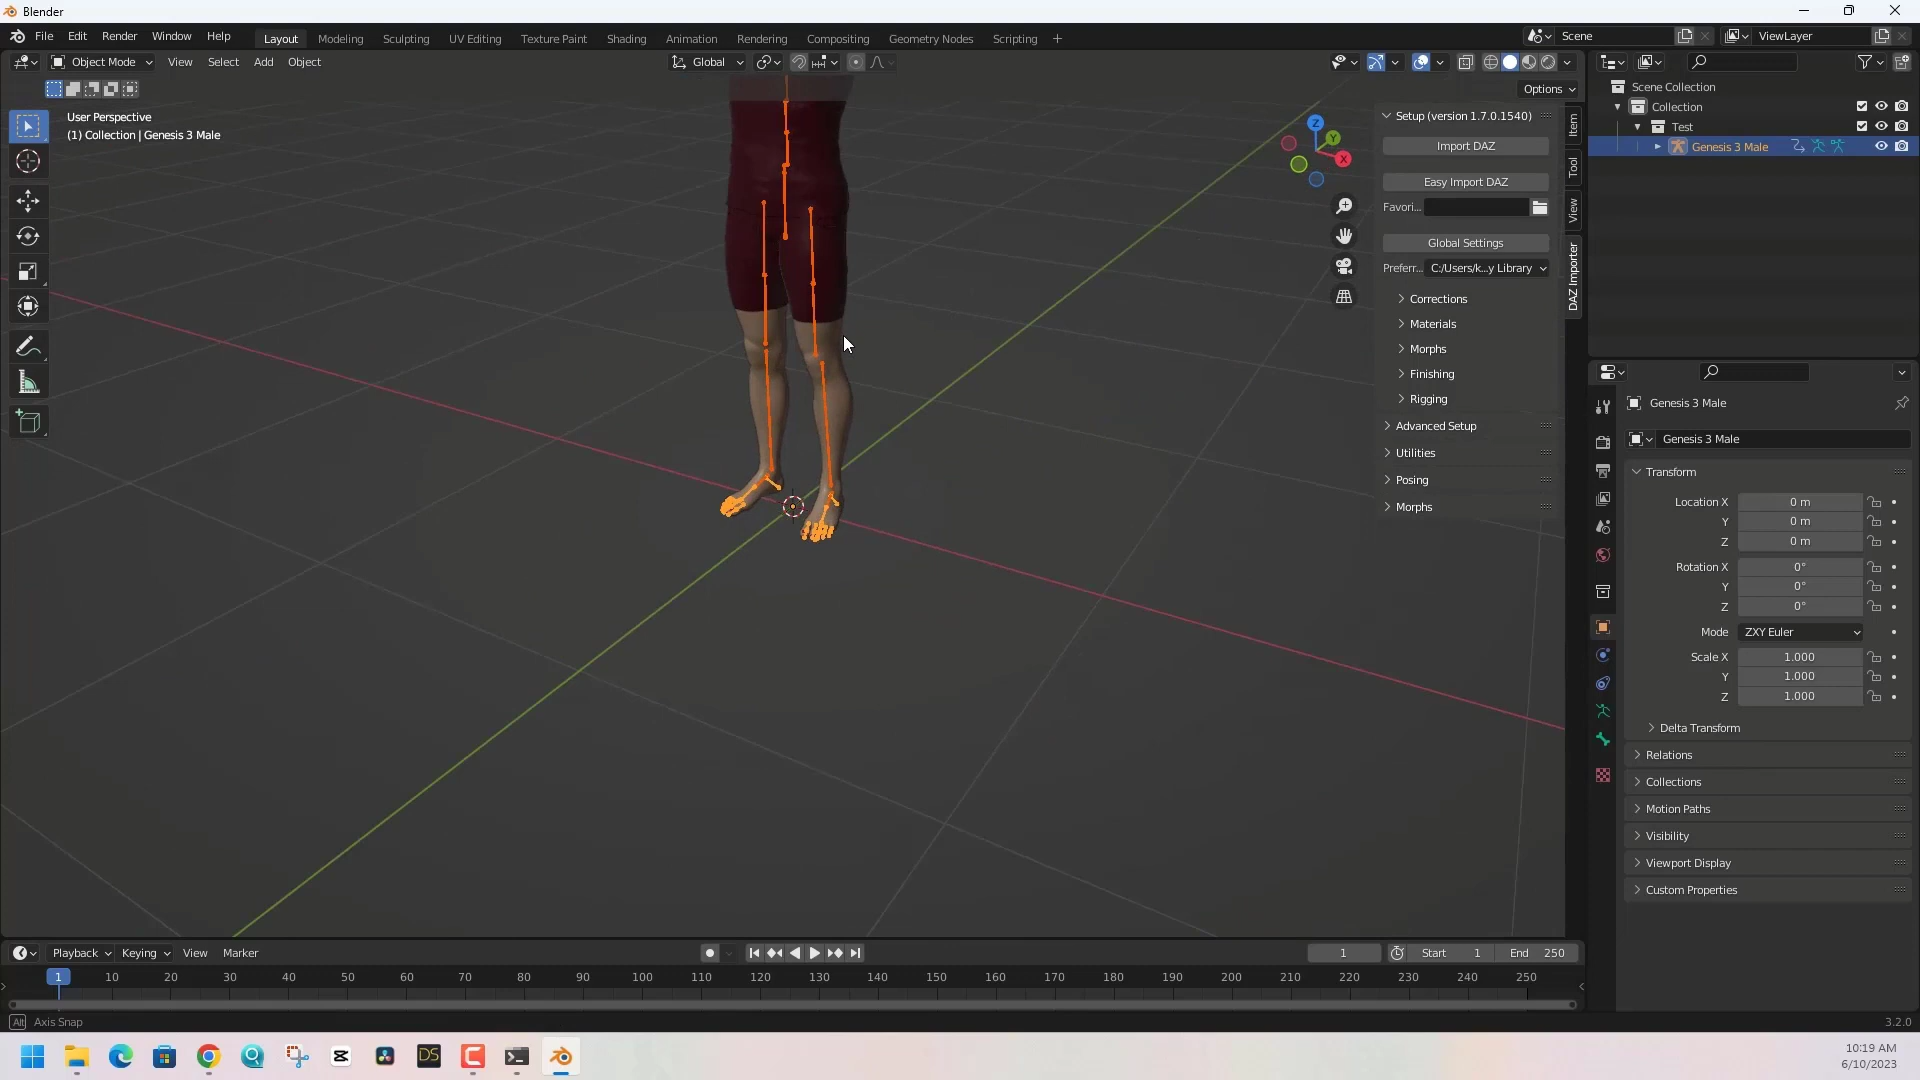 Blender
File Edit Render Window Help
Layout Modeling Sculpting UV Editing Texture Paint Shading Animation Rendering Compositing Geometry Nodes Scripting +
Scene
ViewLayer
Object Mode View Select Add Object
Global
Options
User Perspective
(1) Collection | Genesis 3 Male
Z
Y
X
Setup (version 1.7.0.1540)
Import DAZ
Easy Import DAZ
Favori...
Global Settings
Preferr... C:/Users/k...y Library
Corrections
Materials
Morphs
Finishing
Rigging
Advanced Setup
Utilities
Posing
Morphs
Item
Tool
View
DAZ Importer
Scene Collection
Collection
Test
Genesis 3 Male
Genesis 3 Male
Genesis 3 Male
Transform
Location X 0 m
Y 0 m
Z 0 m
Rotation X 0°
Y 0°
Z 0°
Mode ZXY Euler
Scale X 1.000
Y 1.000
Z 1.000
Delta Transform
Relations
Collections
Motion Paths
Visibility
Viewport Display
Custom Properties
Playback Keying View Marker
1 Start 1 End 250
1 10 20 30 40 50 60 70 80 90 100 110 120 130 140 150 160 170 180 190 200 210 220 230 240 250
Alt Axis Snap
3.2.0
DS
10:19 AM
6/10/2023